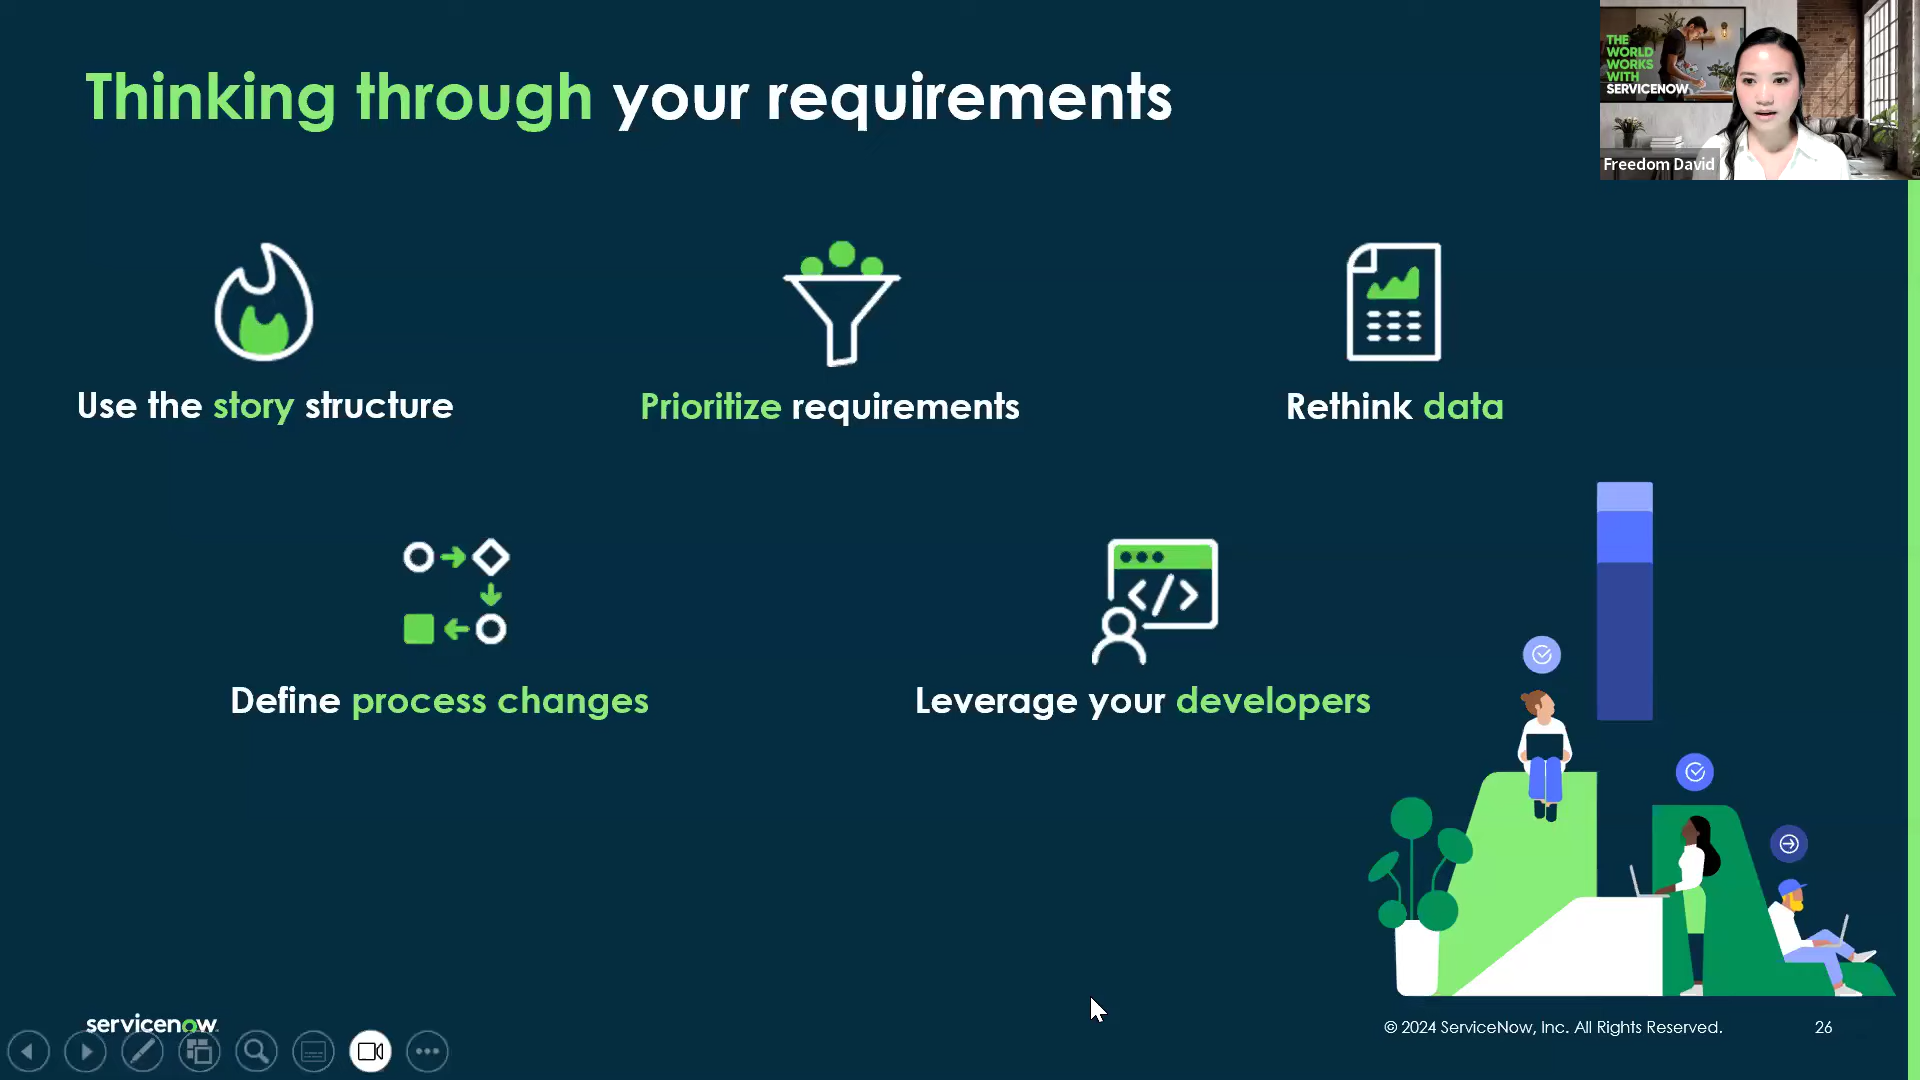 Thinking through your requirements
THE
WORLD
WORKS
WITH
SERVICENOW
Freedom David
Use the story structure
Prioritize requirements
Rethink data
Define process changes
Leverage your developers
servicenow
© 2024 ServiceNow, Inc. All Rights Reserved.
26